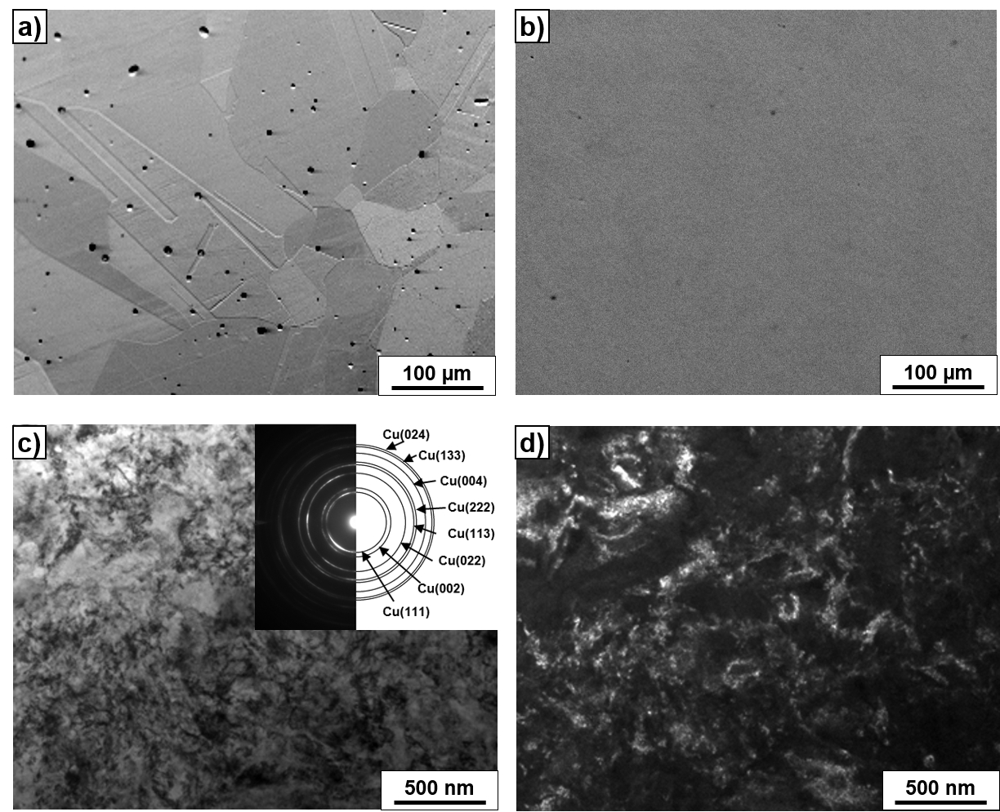 a)
b)
100 µm
100 µm
c)
Cu(024)
Cu(133)
Cu(004)
Cu(222)
Cu(113)
Cu(022)
Cu(002)
Cu(111)
500 nm
d)
500 nm